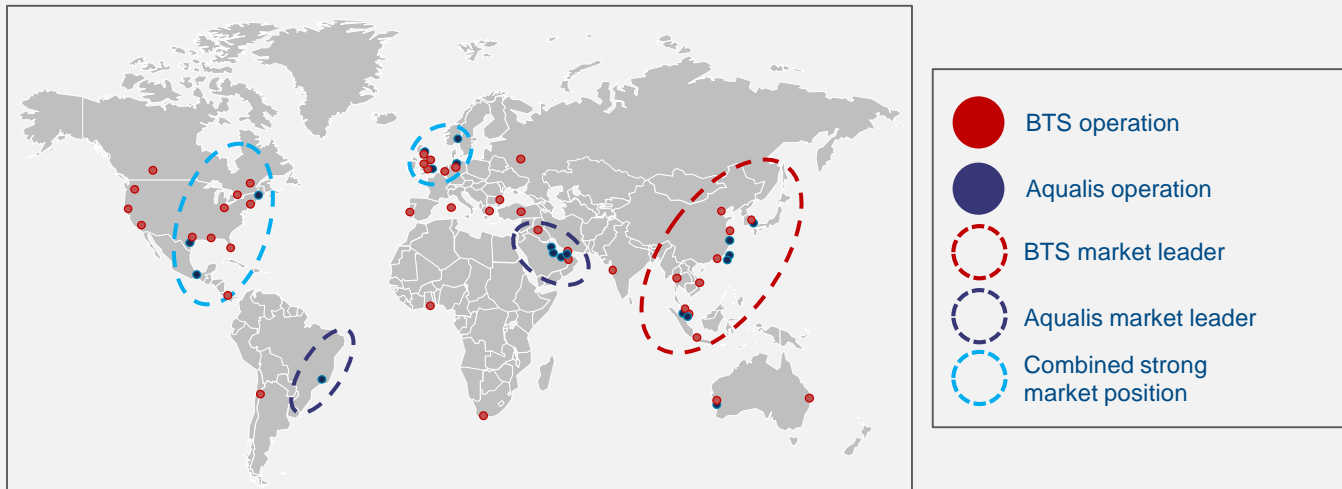 BTS operation
Aqualis operation
BTS market leader
Aqualis market leader
Combined strong
market position